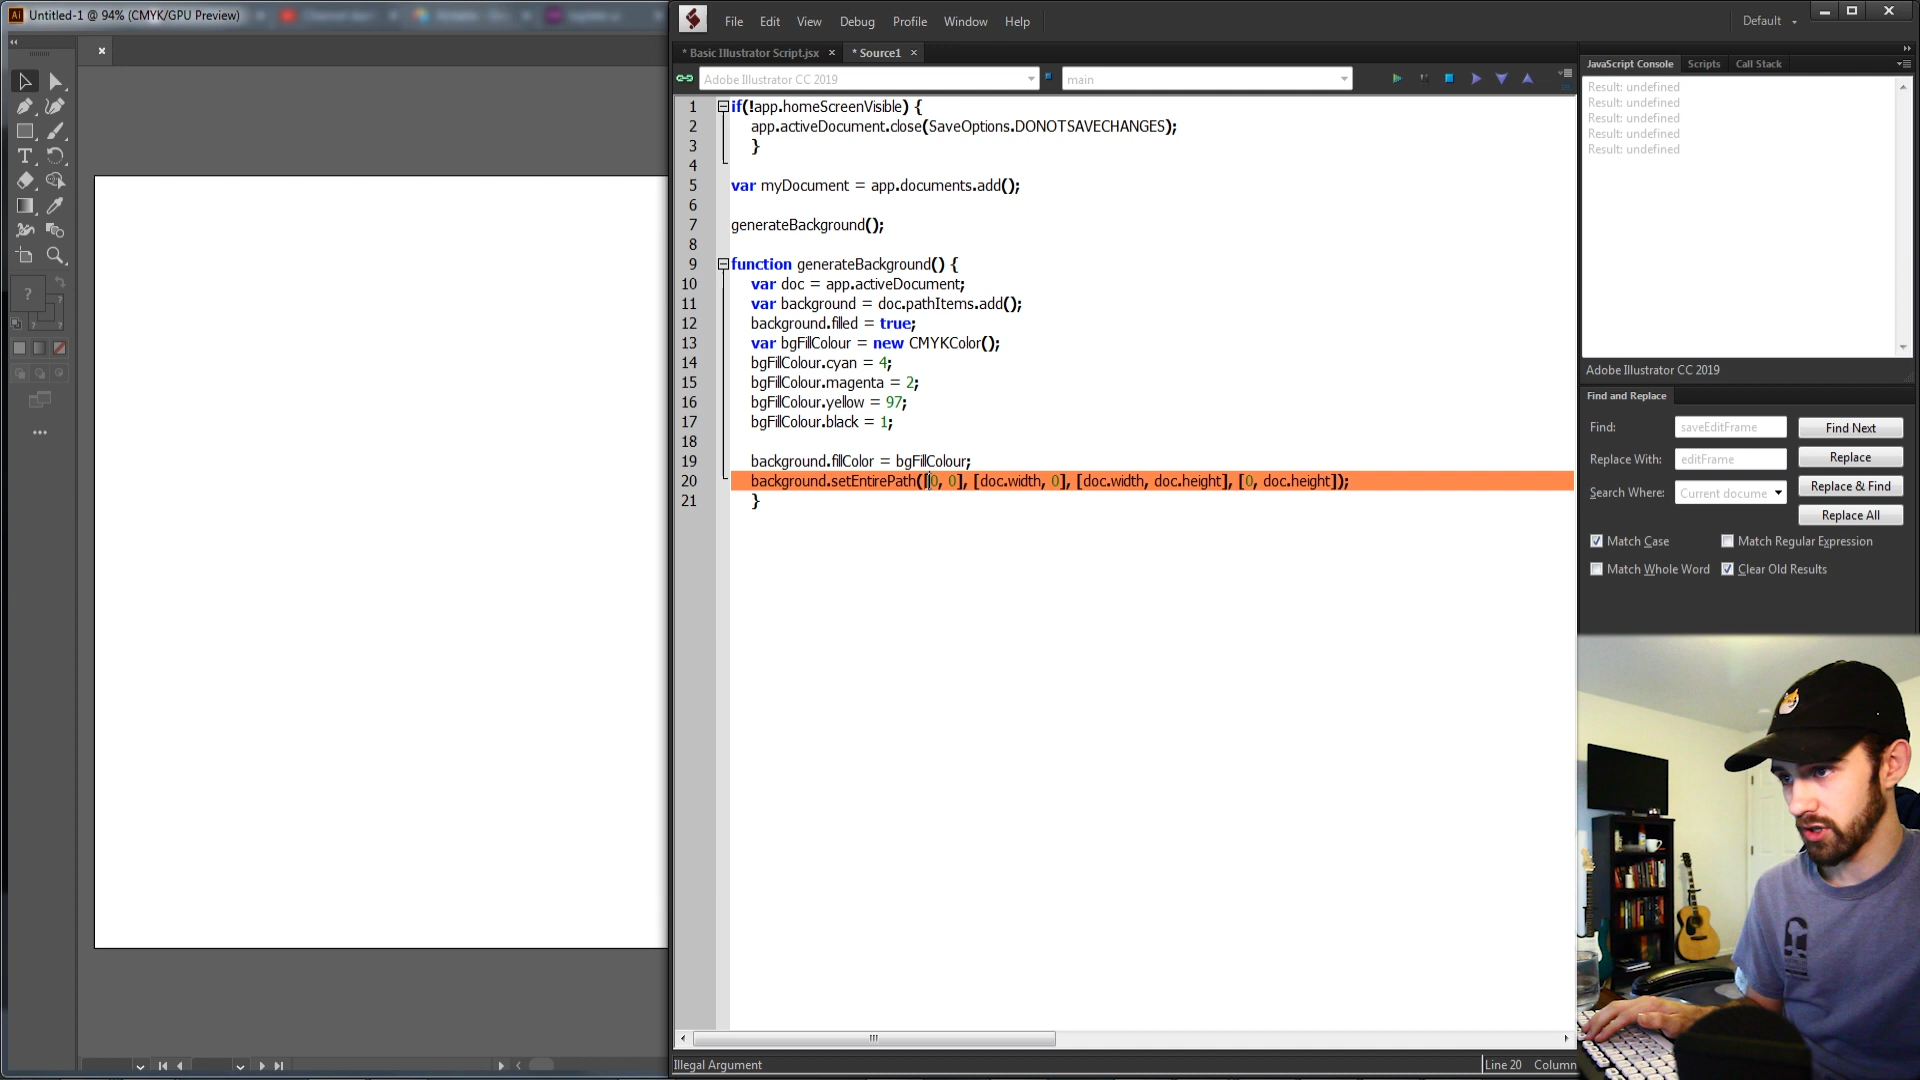 Untitled-1 @ 94% (CMYK/GPU Preview)
File Edit View Debug Profile Window Help
Default
* Basic Illustrator Script.jsx
* Source1
Adobe Illustrator CC 2019
main
1 if(!app.homeScreenVisible) {
2 app.activeDocument.close(SaveOptions.DONOTSAVECHANGES);
3 }
4
5 var myDocument = app.documents.add();
6
7 generateBackground();
8
9 function generateBackground() {
10 var doc = app.activeDocument;
11 var background = doc.pathItems.add();
12 background.filled = true;
13 var bgFillColour = new CMYKColor();
14 bgFillColour.cyan = 4;
15 bgFillColour.magenta = 2;
16 bgFillColour.yellow = 97;
17 bgFillColour.black = 1;
18
19 background.fillColor = bgFillColour;
20 background.setEntirePath([0, 0], [doc.width, 0], [doc.width, doc.height], [0, doc.height]);
21 }
Illegal Argument
Line 20 Column
JavaScript Console Scripts Call Stack
Result: undefined
Result: undefined
Result: undefined
Result: undefined
Result: undefined
Adobe Illustrator CC 2019
Find and Replace
Find: saveEditFrame Find Next
Replace With: editFrame Replace
Search Where: Current docume Replace & Find
Replace All
Match Case Match Regular Expression
Match Whole Word Clear Old Results